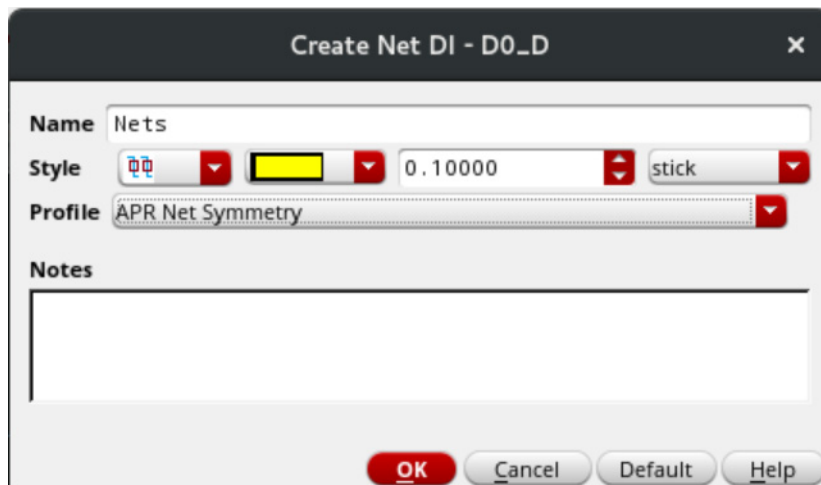 Create Net DI - D0_D
Name Nets
Style 0.10000 stick
Profile APR Net Symmetry
Notes
OK Cancel Default Help